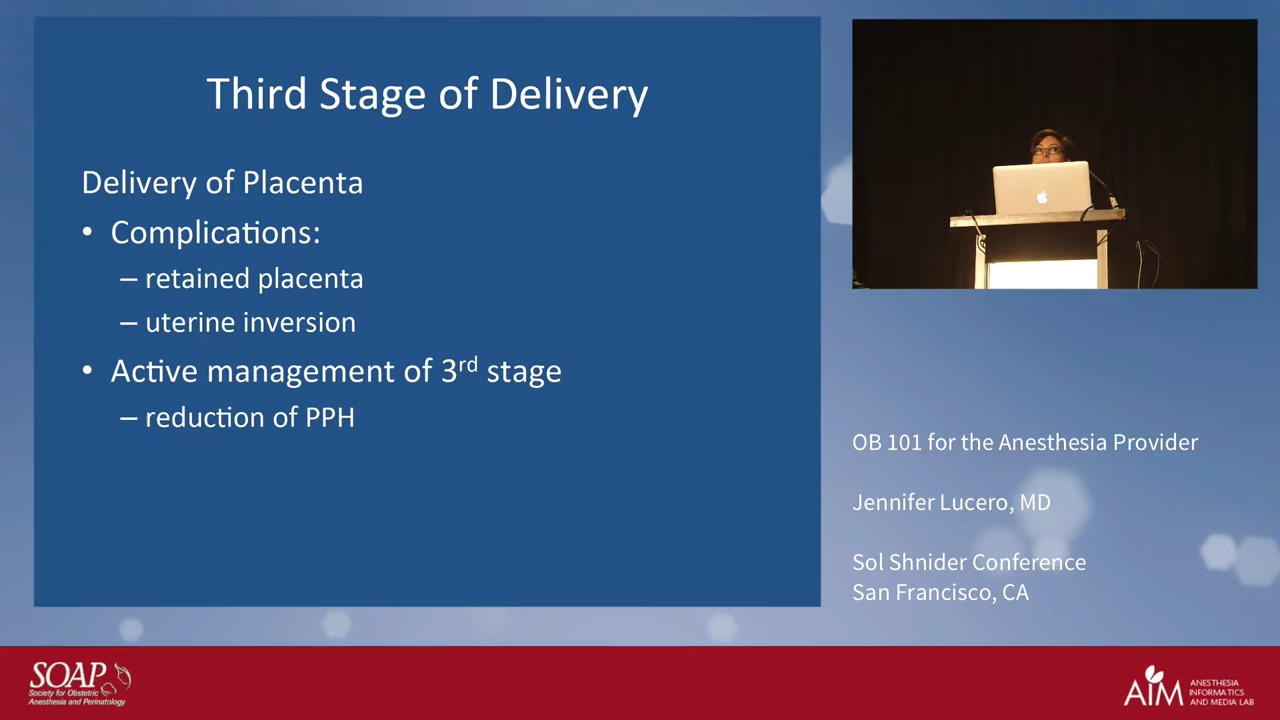 Third Stage of Delivery
Delivery of Placenta
• Complications:
– retained placenta
– uterine inversion
• Active management of 3rd stage
– reduction of PPH
OB 101 for the Anesthesia Provider
Jennifer Lucero, MD
Sol Shnider Conference
San Francisco, CA
SOAP
Society for Obstetric
Anesthesia and Perinatology
AIM
ANESTHESIA
INFORMATICS
AND MEDIA LAB